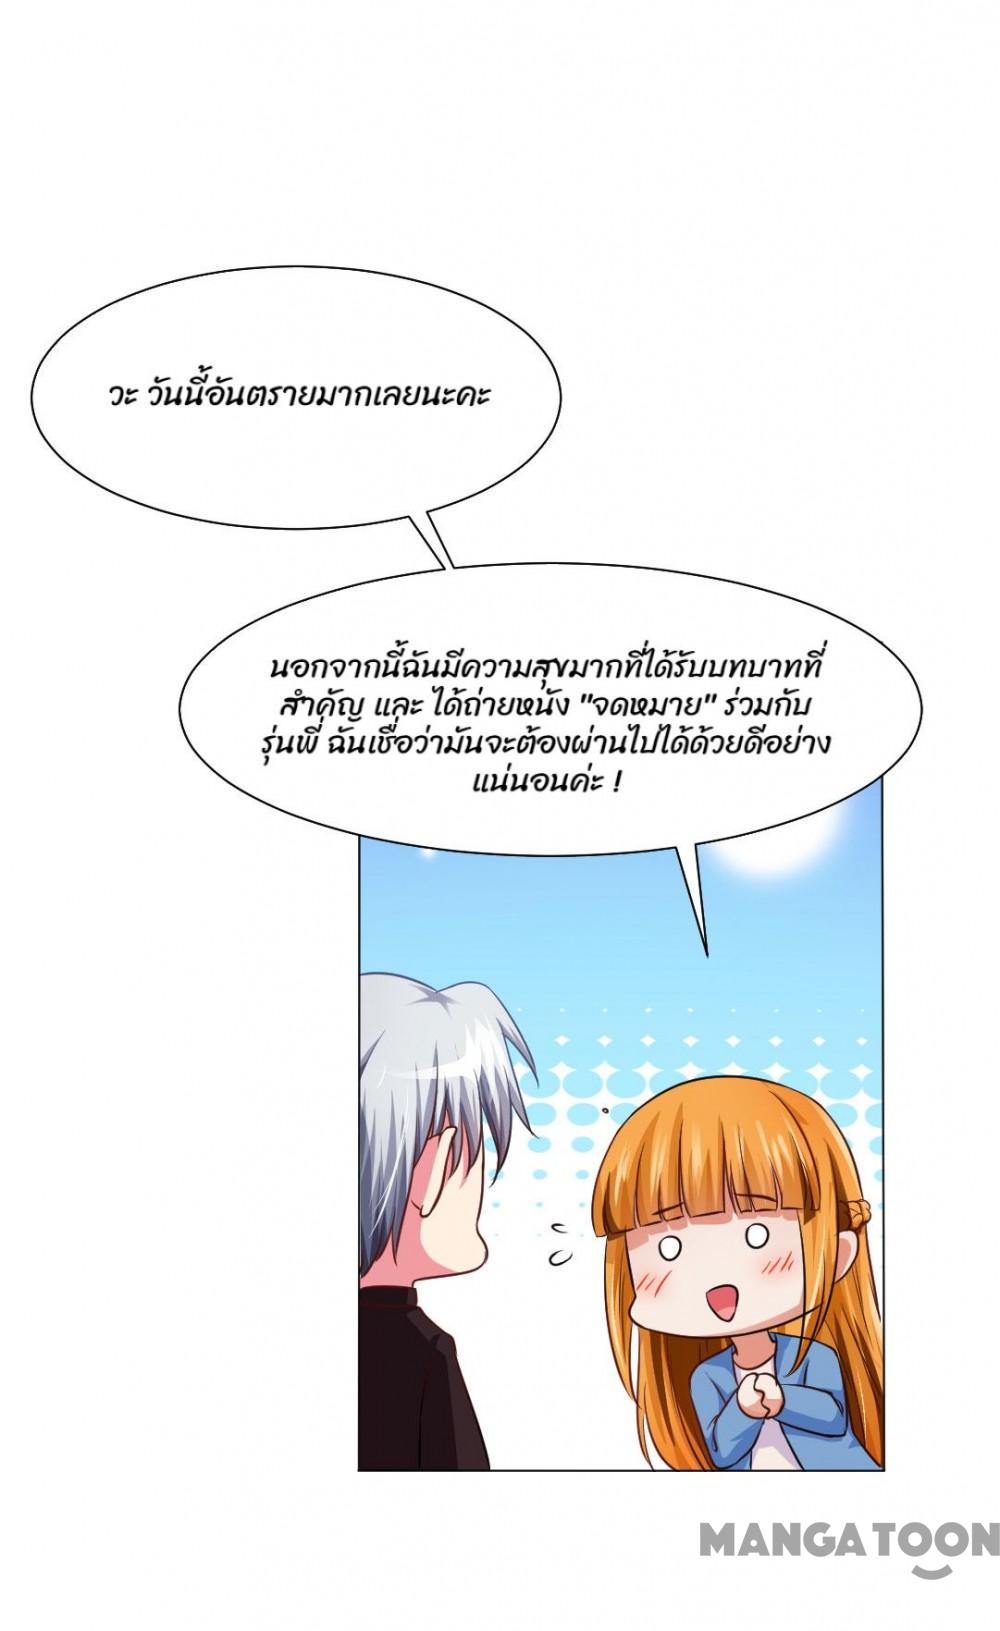 วะ วันนี้อันตรายมากเลยนะคะ
นอกจากนี้ฉันมีความสุขมากที่ได้รับบทบาทที่
สำคัญ และ ได้ถ่ายหนัง "จดหมาย" ร่วมกับ
รุ่นพี่ ฉันเชื่อว่ามันจะต้องผ่านไปได้ด้วยดีอย่าง
แน่นอนค่ะ !
MANGATOON